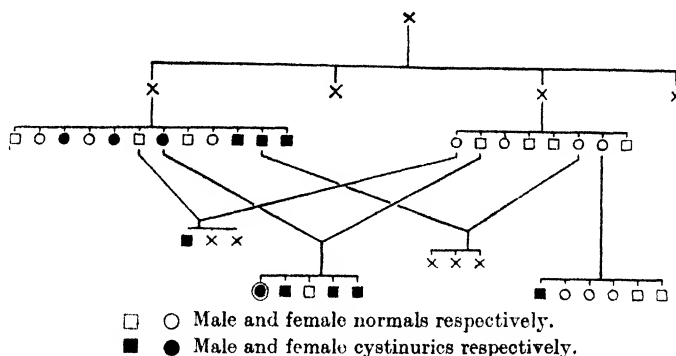 □ ○ Male and female normals respectively.
■ ● Male and female cystinurics respectively.